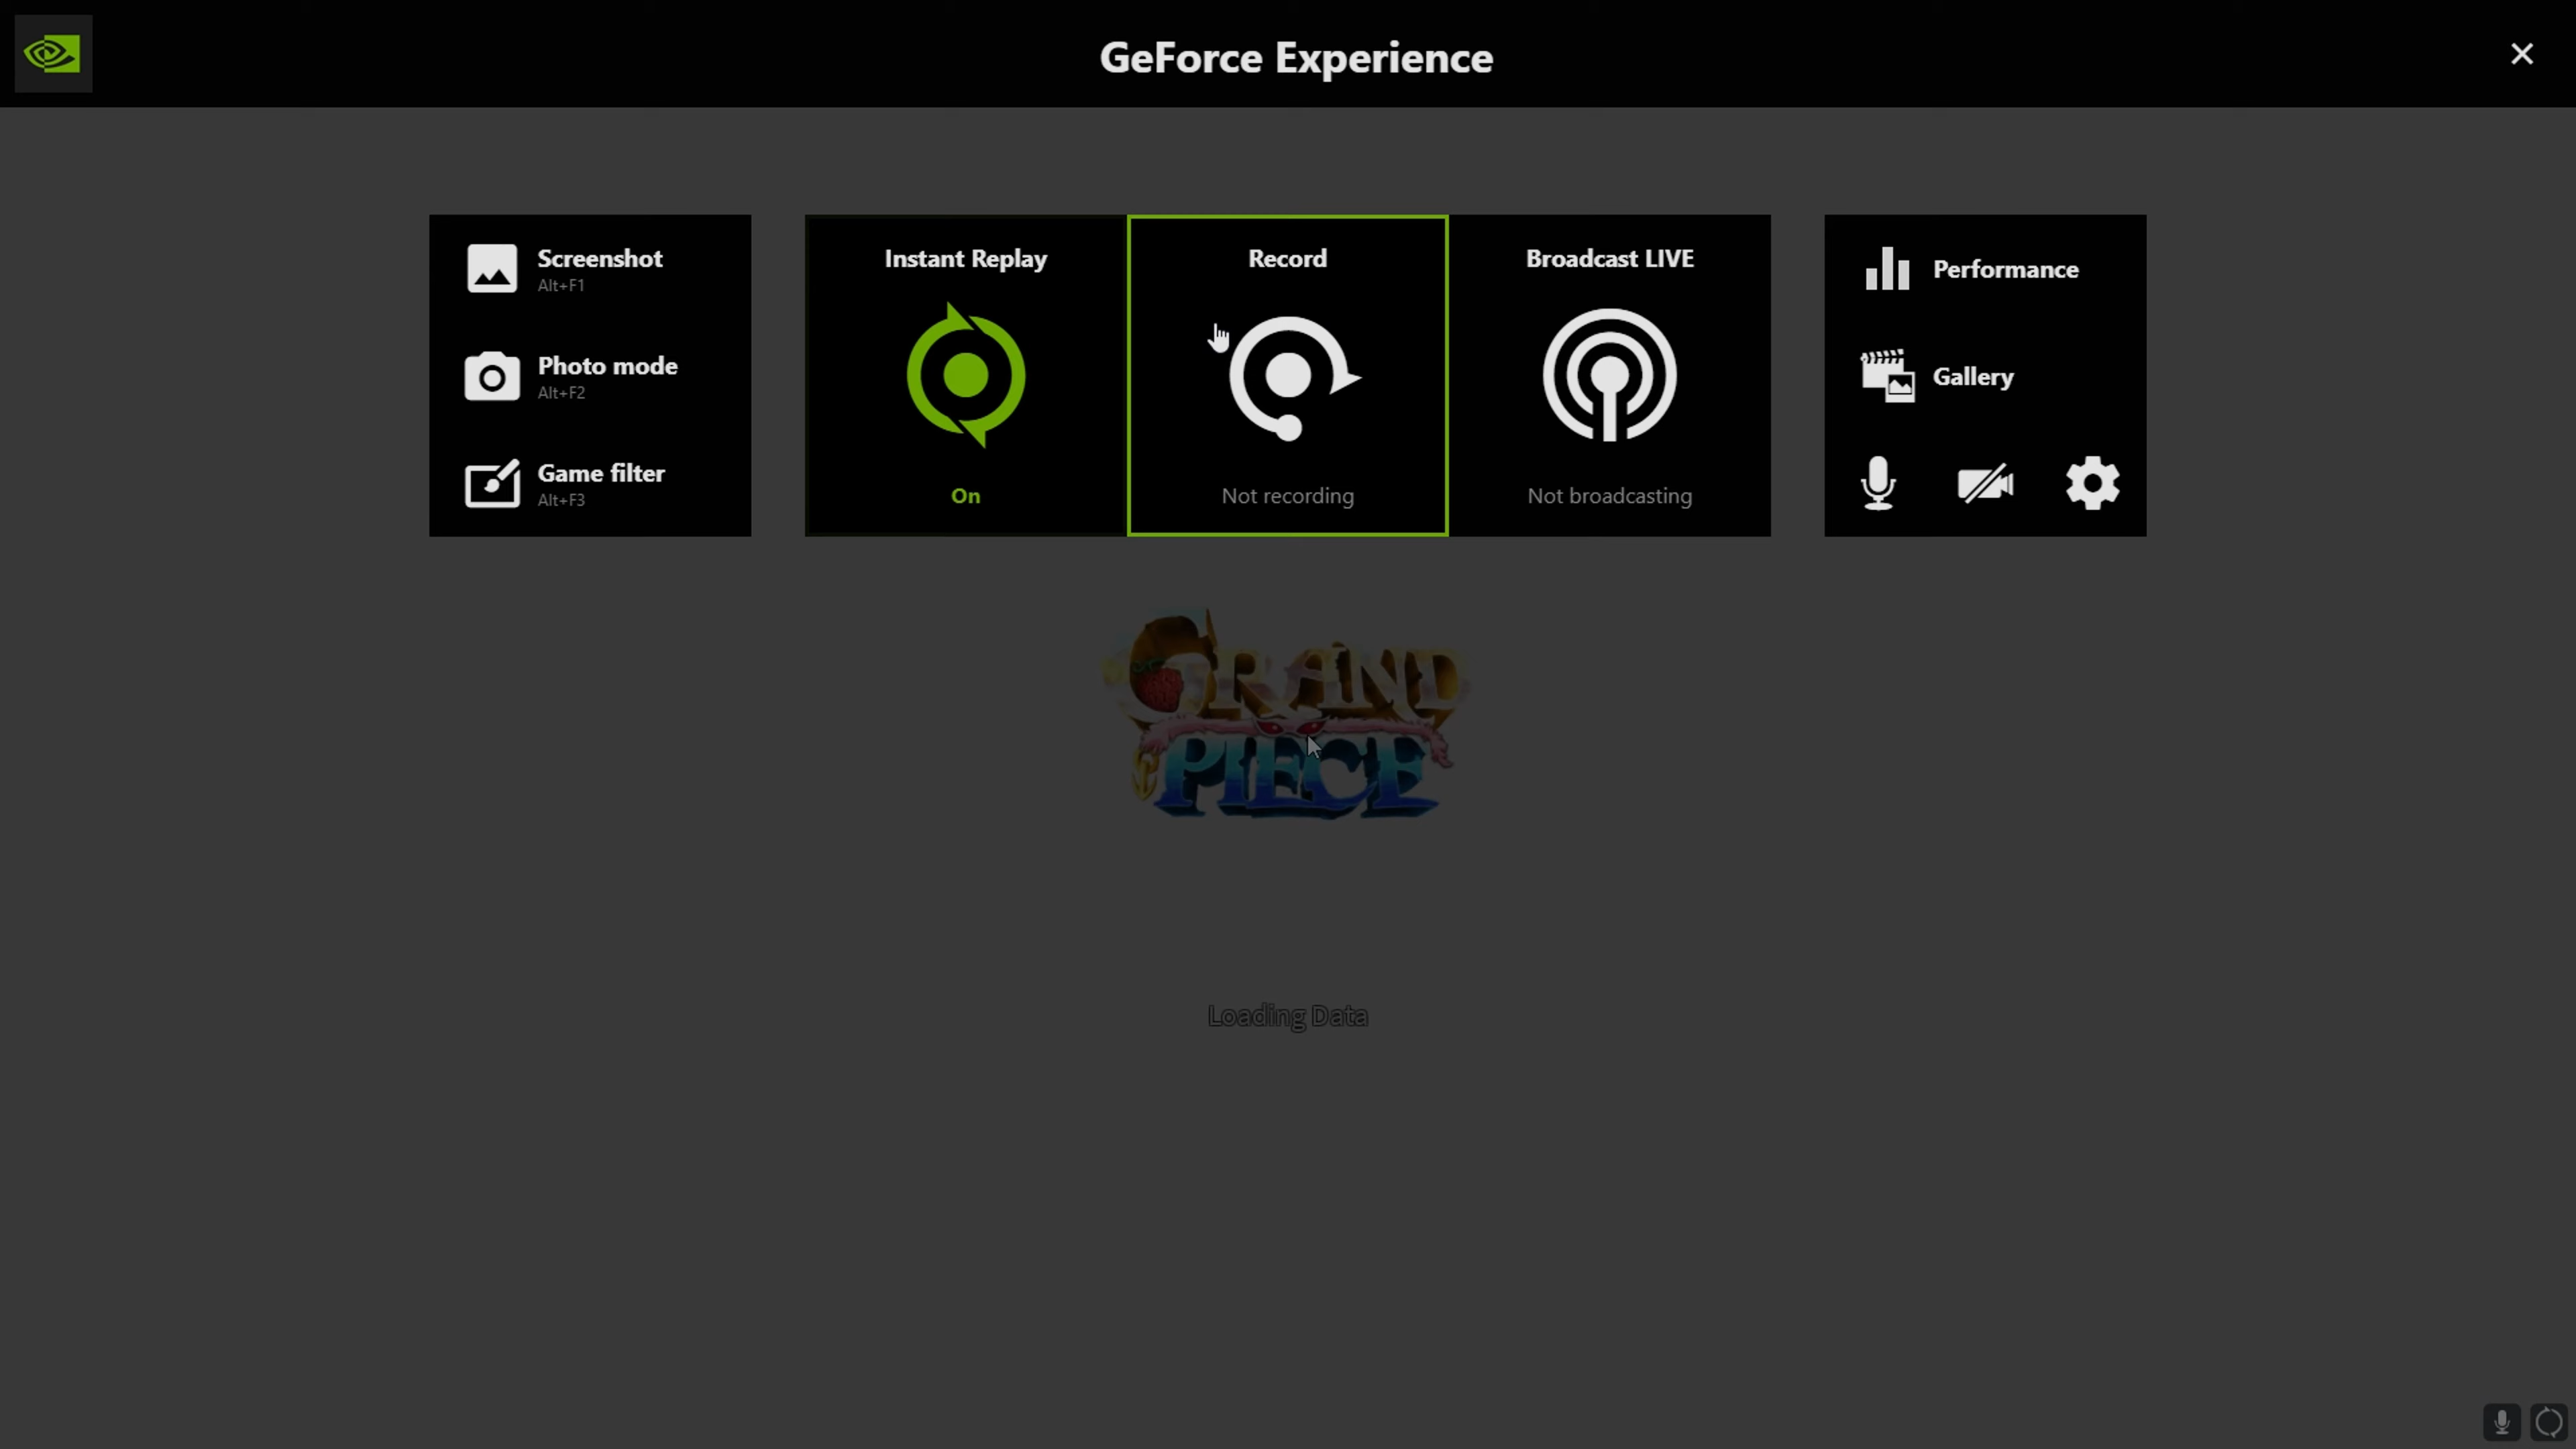 GeForce Experience
Screenshot
Alt+F1
Photo mode
Alt+F2
Game filter
Alt+F3
Instant Replay
On
Record
Not recording
Broadcast LIVE
Not broadcasting
Performance
Gallery
GRAND
PIECE
Loading Data